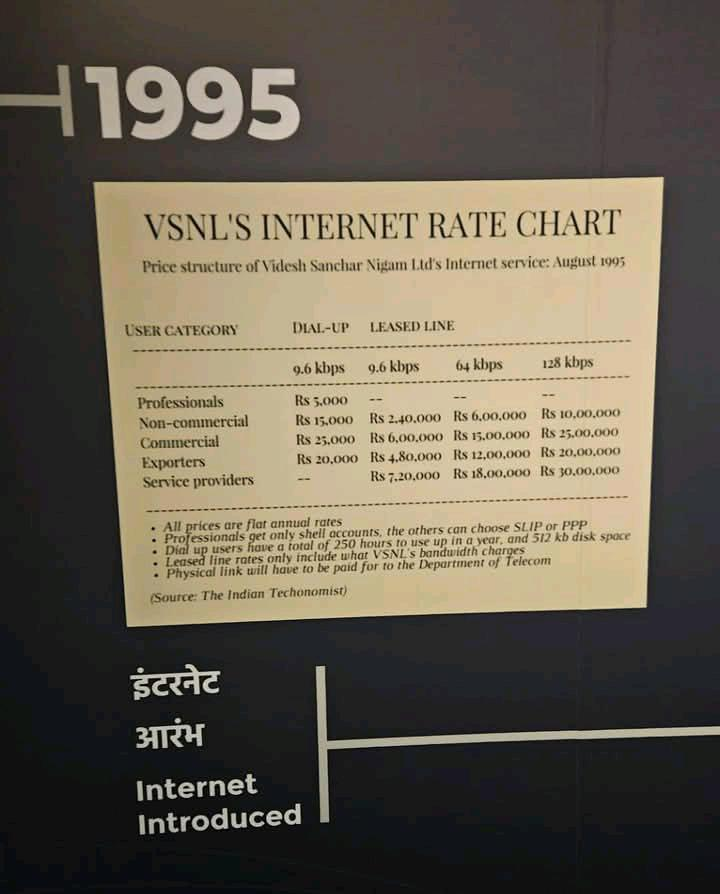 1995
VSNL'S INTERNET RATE CHART
Price structure of Videsh Sanchar Nigam Ltd's Internet service: August 1995
USER CATEGORY DIAL-UP LEASED LINE
9.6 kbps 9.6 kbps 64 kbps 128 kbps
Professionals Rs 5,000 -- -- --
Non-commercial Rs 15,000 Rs 2,40,000 Rs 6,00,000 Rs 10,00,000
Commercial Rs 25,000 Rs 6,00,000 Rs 15,00,000 Rs 25,00,000
Exporters Rs 20,000 Rs 4,80,000 Rs 12,00,000 Rs 20,00,000
Service providers -- Rs 7,20,000 Rs 18,00,000 Rs 30,00,000
• All prices are flat annual rates
• Professionals get only shell accounts, the others can choose SLIP or PPP
• Dial up users have a total of 250 hours to use up in a year, and 512 kb disk space
• Leased line rates only include what VSNL's bandwidth charges
• Physical link will have to be paid for to the Department of Telecom
(Source: The Indian Techonomist)
इंटरनेट
आरंभ
Internet
Introduced